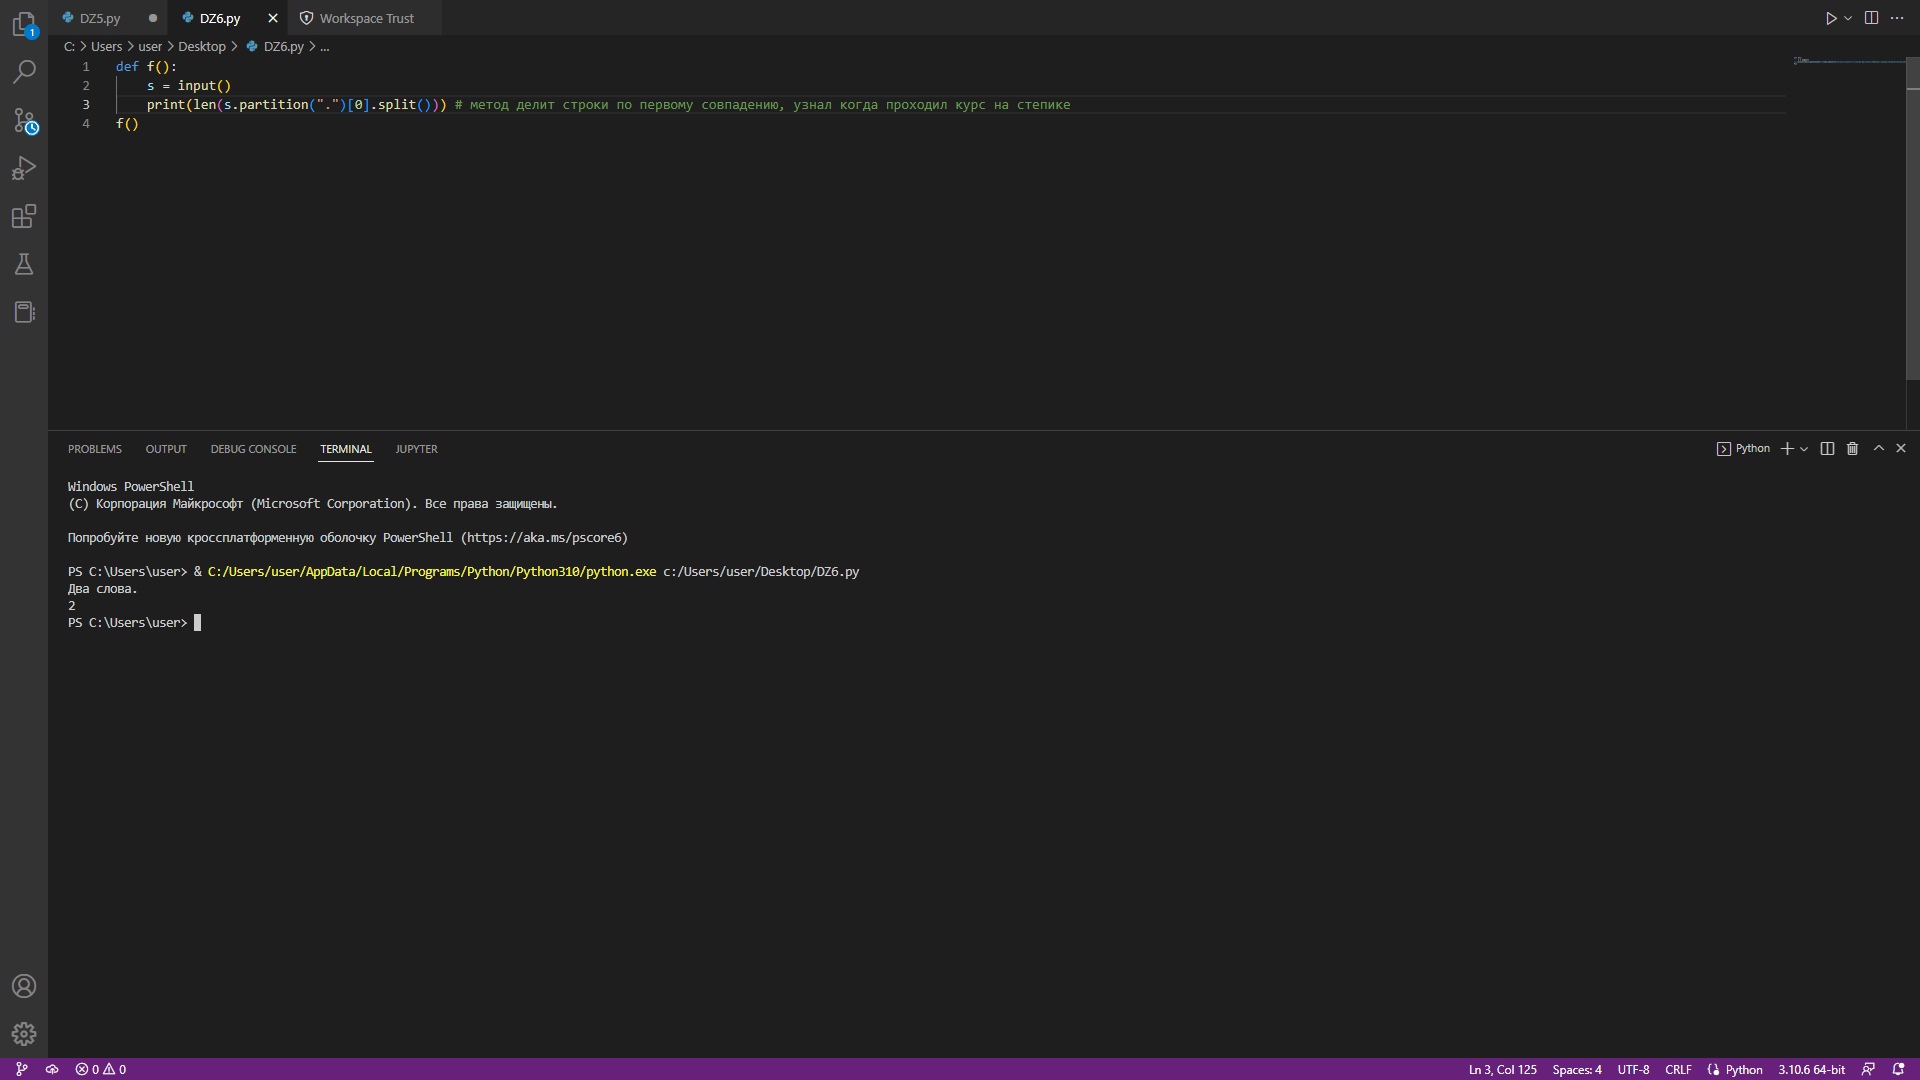 1
DZ5.py
DZ6.py
Workspace Trust
C: > Users > user > Desktop > DZ6.py > ...
1 def f():
2 s = input()
3 print(len(s.partition(".")[0].split())) # метод делит строки по первому совпадению, узнал когда проходил курс на степике
4 f()
PROBLEMS OUTPUT DEBUG CONSOLE TERMINAL JUPYTER
Python
Windows PowerShell
(C) Корпорация Майкрософт (Microsoft Corporation). Все права защищены.
Попробуйте новую кроссплатформенную оболочку PowerShell (https://aka.ms/pscore6)
PS C:\Users\user> & C:/Users/user/AppData/Local/Programs/Python/Python310/python.exe c:/Users/user/Desktop/DZ6.py
Два слова.
2
PS C:\Users\user>
0 0
Ln 3, Col 125 Spaces: 4 UTF-8 CRLF Python 3.10.6 64-bit